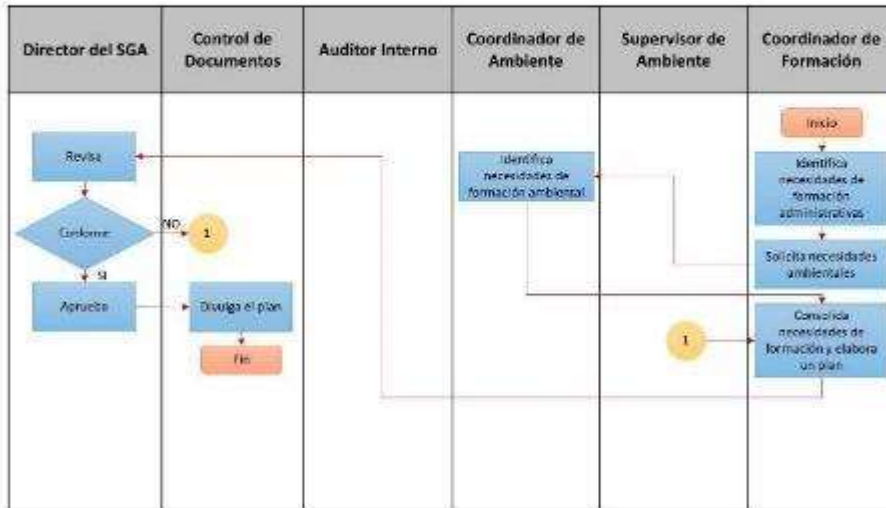 Director del SGA
Control de
Documentos
Auditor Interno
Coordinador de
Ambiente
Supervisor de
Ambiente
Coordinador de
Formación
Inicio
Revisa
Identifica
necesidades de
formación ambiental
Identifica
necesidades de
formación
administrativas
Conforme
NO
1
Solicita necesidades
ambientales
SI
Aprueba
Divulga el plan
Consolida
necesidades de
formación y elabora
un plan
1
Fin